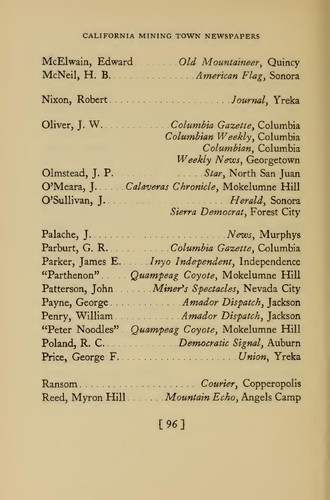 CALIFORNIA MINING TOWN NEWSPAPERS
McElwain, Edward ........ Old Mountaineer, Quincy
McNeil, H. B. ........ American Flag, Sonora
Nixon, Robert ........ Journal, Yreka
Oliver, J. W. ........ Columbia Gazette, Columbia
Columbian Weekly, Columbia
Columbian, Columbia
Weekly News, Georgetown
Olmstead, J. P. ........ Star, North San Juan
O'Meara, J. ........ Calaveras Chronicle, Mokelumne Hill
O'Sullivan, J. ........ Herald, Sonora
Sierra Democrat, Forest City
Palache, J. ........ News, Murphys
Parburt, G. R. ........ Columbia Gazette, Columbia
Parker, James E. ........ Inyo Independent, Independence
"Parthenon" ........ Quampeag Coyote, Mokelumne Hill
Patterson, John ........ Miner's Spectacles, Nevada City
Payne, George ........ Amador Dispatch, Jackson
Penry, William ........ Amador Dispatch, Jackson
"Peter Noodles" Quampeag Coyote, Mokelumne Hill
Poland, R. C. ........ Democratic Signal, Auburn
Price, George F. ........ Union, Yreka
Ransom ........ Courier, Copperopolis
Reed, Myron Hill ........ Mountain Echo, Angels Camp
[ 96 ]